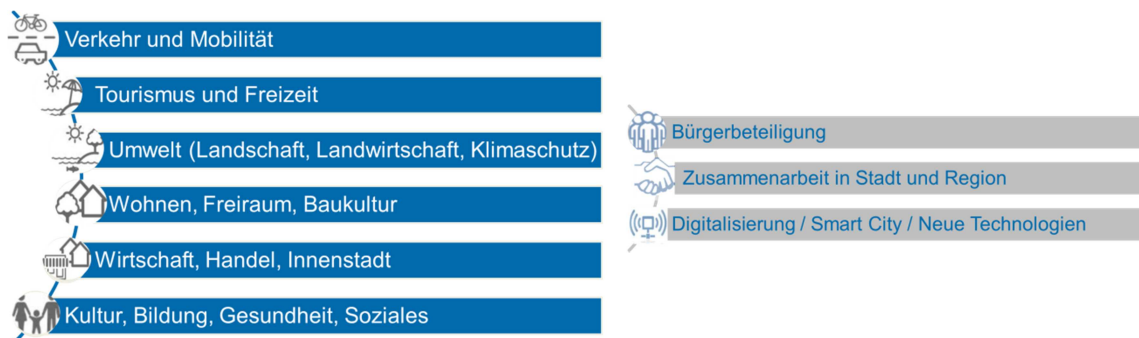 Verkehr und Mobilität
Tourismus und Freizeit
Umwelt (Landschaft, Landwirtschaft, Klimaschutz)
Wohnen, Freiraum, Baukultur
Wirtschaft, Handel, Innenstadt
Kultur, Bildung, Gesundheit, Soziales
Bürgerbeteiligung
Zusammenarbeit in Stadt und Region
Digitalisierung / Smart City / Neue Technologien